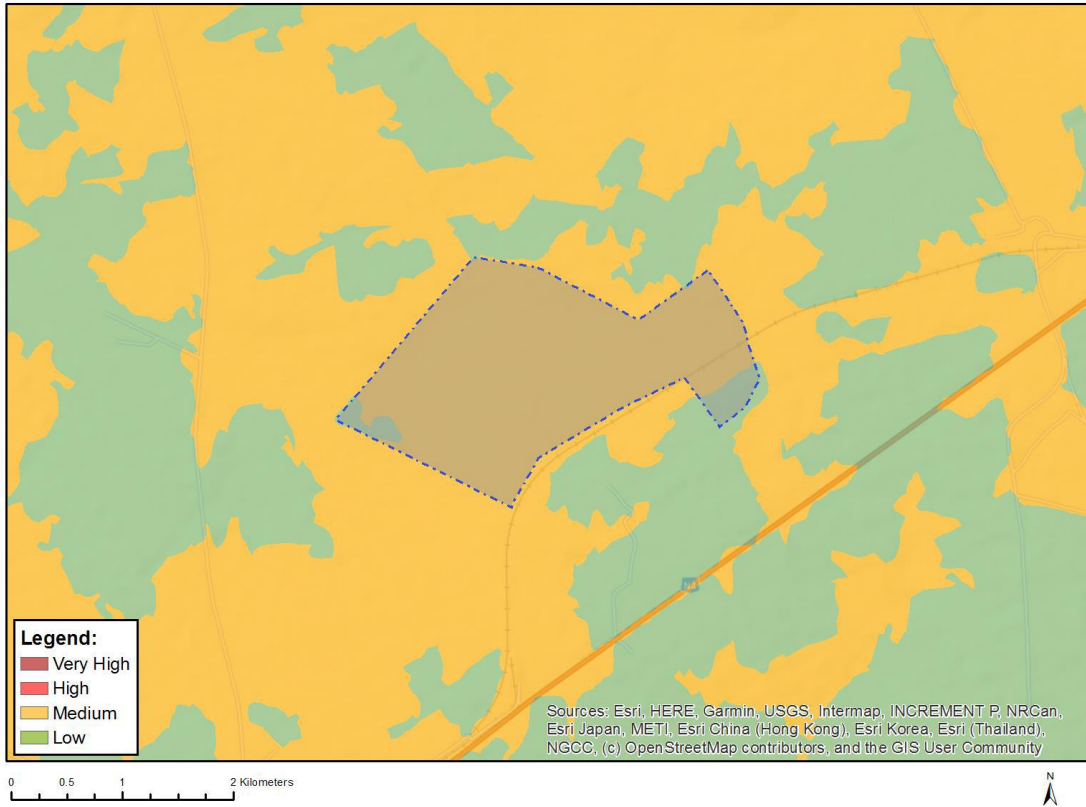 Legend:
Very High
High
Medium
Low
Sources: Esri, HERE, Garmin, USGS, Intermap, INCREMENT P, NRCan,
Esri Japan, METI, Esri China (Hong Kong), Esri Korea, Esri (Thailand),
NGCC, (c) OpenStreetMap contributors, and the GIS User Community
0 0.5 1 2 Kilometers
N